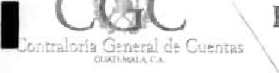 CGC
Contraloría General de Cuentas
GUATEMALA, C.A.